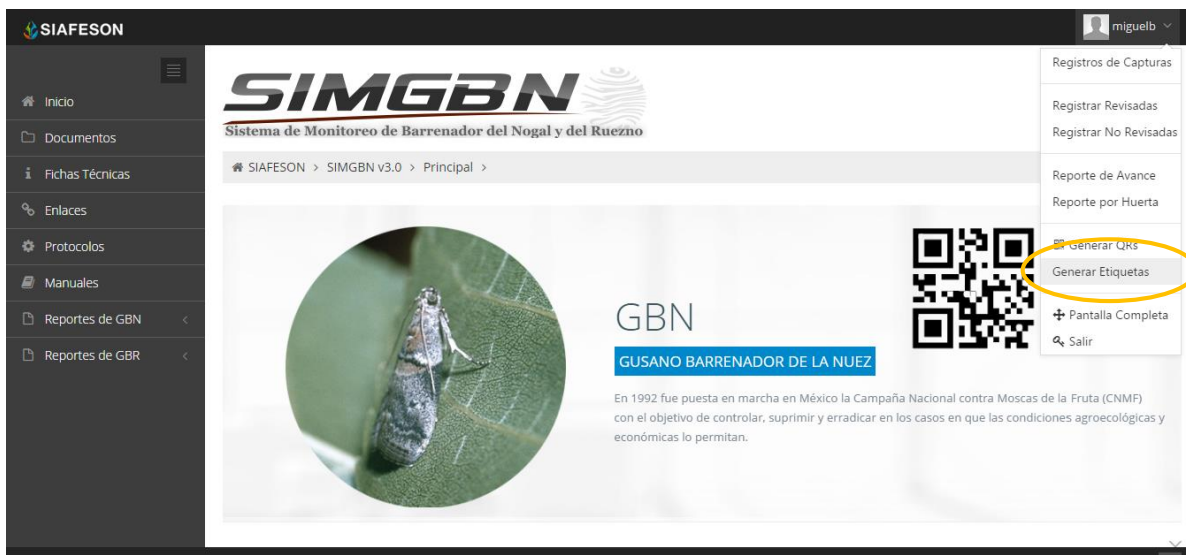 SIAFESON
miguelb
Inicio
Documentos
Fichas Técnicas
Enlaces
Protocolos
Manuales
Reportes de GBN
Reportes de GBR
SIMGBN
Sistema de Monitoreo de Barrenador del Nogal y del Ruezno
SIAFESON > SIMGBN v3.0 > Principal >
Registros de Capturas
Registrar Revisadas
Registrar No Revisadas
Reporte de Avance
Reporte por Huerta
Generar QRs
Generar Etiquetas
Pantalla Completa
Salir
GBN
GUSANO BARRENADOR DE LA NUEZ
En 1992 fue puesta en marcha en México la Campaña Nacional contra Moscas de la Fruta (CNMF)
con el objetivo de controlar, suprimir y erradicar en los casos en que las condiciones agroecológicas y
económicas lo permitan.